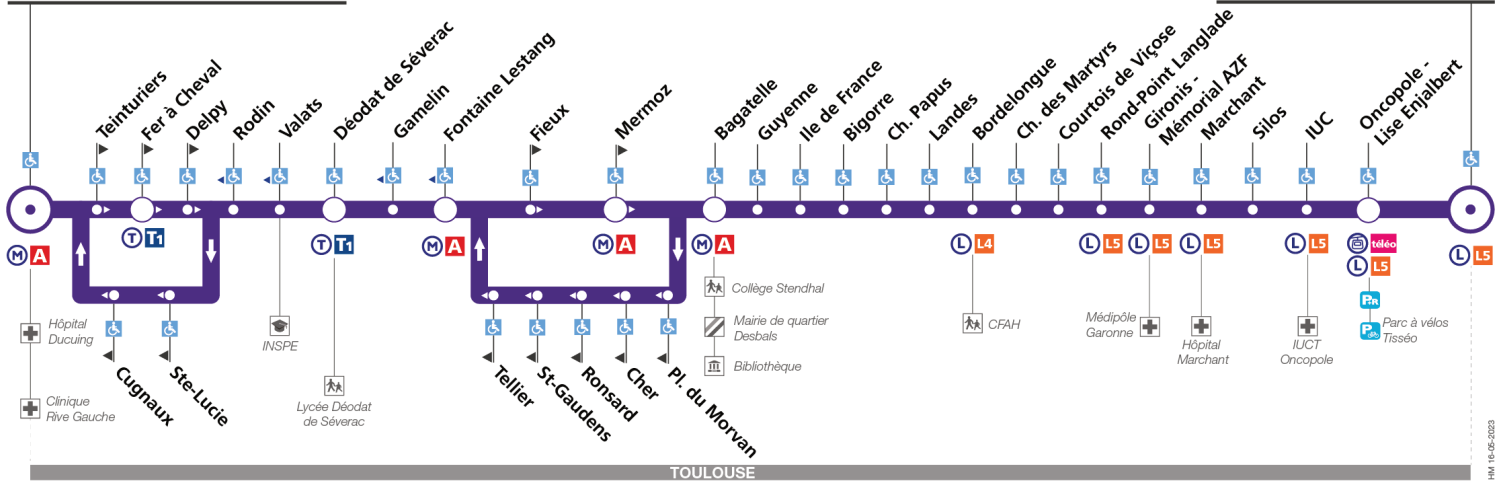 Teinturiers
Fer à Cheval
Delpy
Rodin
Valats
Déodat de Séverac
Gamelin
Fontaine Lestang
Fieux
Mermoz
Bagatelle
Guyenne
Ile de France
Bigorre
Ch. Papus
Landes
Bordelongue
Ch. des Martyrs
Courtois de Viçose
Rond-Point Langlade
Gironis -
Mémorial AZF
Marchant
Silos
IUC
Oncopole -
Lise Enjalbert
M A
T T1
T T1
M A
M A
M A
L L4
L L5
L L5
L L5
L L5
téléo
L L5
L L5
Hôpital
Ducuing
Clinique
Rive Gauche
Cugnaux
Ste-Lucie
INSPE
Lycée Déodat
de Séverac
Tellier
St-Gaudens
Ronsard
Cher
Pl. du Morvan
Collège Stendhal
Mairie de quartier
Desbals
Bibliothèque
CFAH
Médipôle
Garonne
Hôpital
Marchant
IUCT
Oncopole
PR
P
Parc à vélos
Tisséo
TOULOUSE
HM 16-05-2023